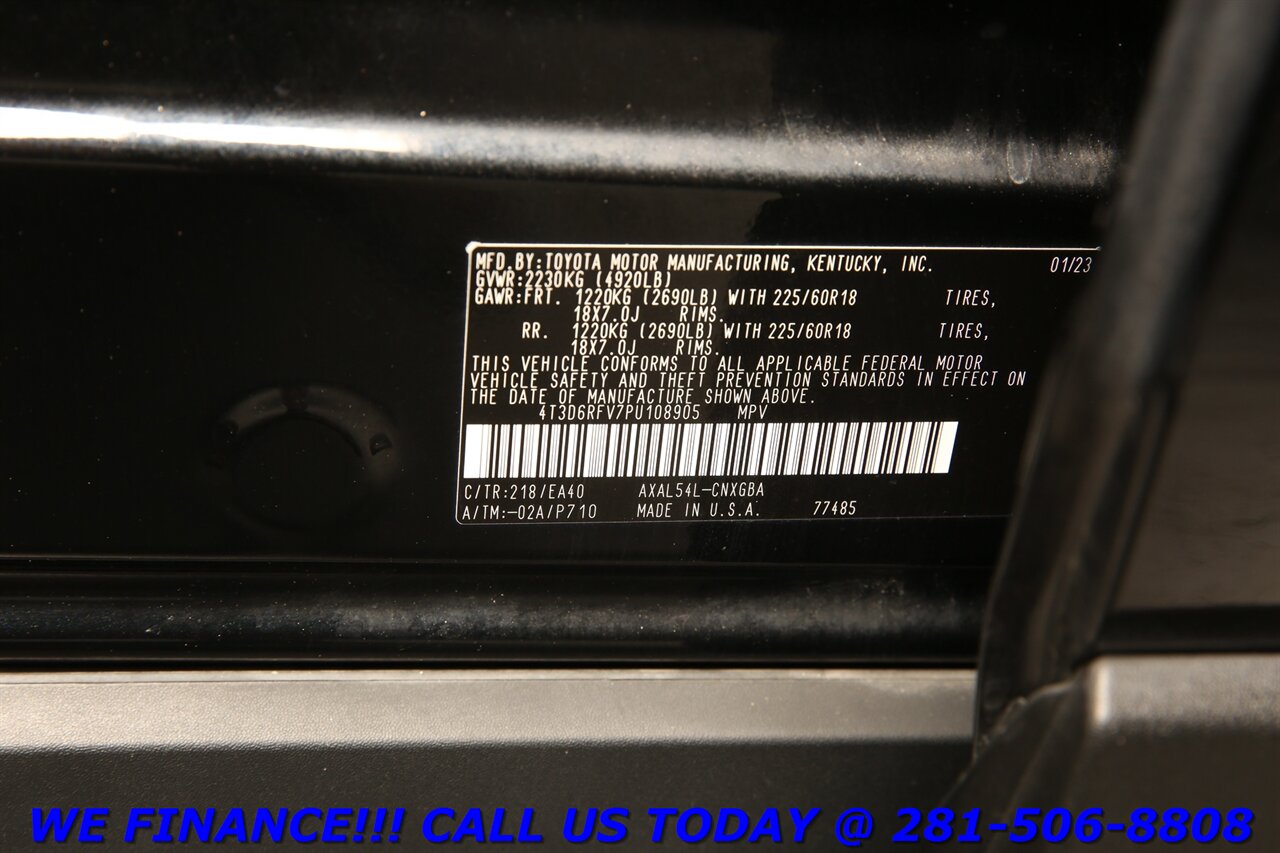 MFD.BY:TOYOTA MOTOR MANUFACTURING, KENTUCKY, INC. 01/23
GVWR:2230KG (4920LB)
GAWR:FRT. 1220KG (2690LB) WITH 225/60R18 TIRES,
18X7.0J RIMS.
RR. 1220KG (2690LB) WITH 225/60R18 TIRES,
18X7.0J RIMS.
THIS VEHICLE CONFORMS TO ALL APPLICABLE FEDERAL MOTOR
VEHICLE SAFETY AND THEFT PREVENTION STANDARDS IN EFFECT ON
THE DATE OF MANUFACTURE SHOWN ABOVE.
4T3D6RFV7PU108905 MPV
C/TR:218/EA40 AXAL54L-CNXGBA
A/TM:-02A/P710 MADE IN U.S.A. 77485
WE FINANCE!!! CALL US TODAY @ 281-506-8808